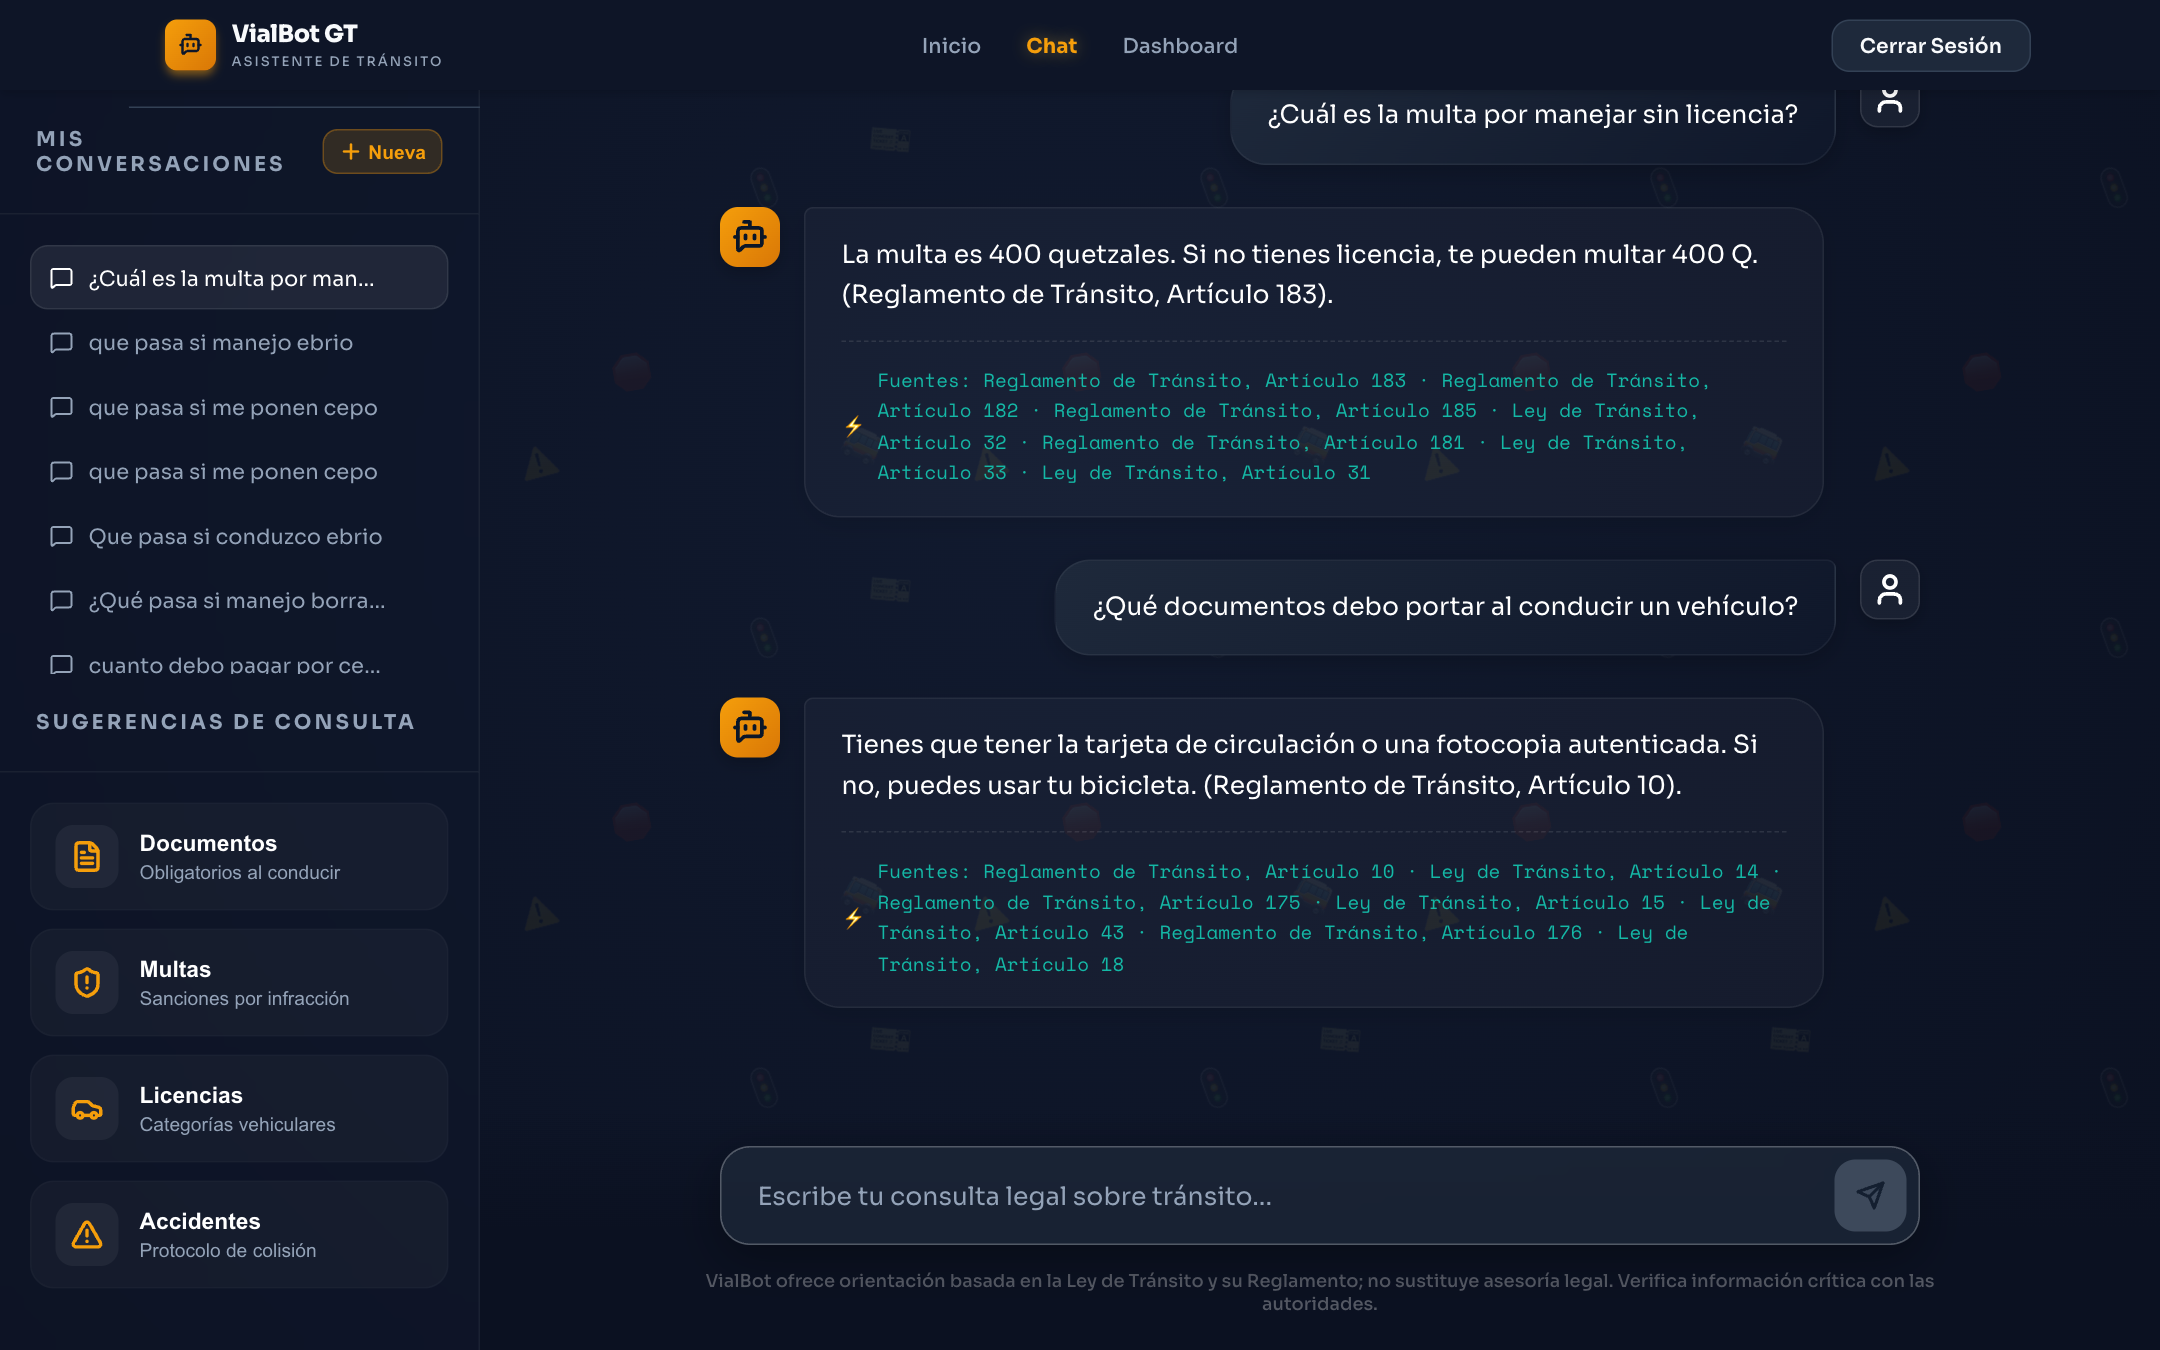 VialBot GT
ASISTENTE DE TRÁNSITO
Inicio
Chat
Dashboard
Cerrar Sesión
MIS
CONVERSACIONES
Nueva
¿Cuál es la multa por man...
que pasa si manejo ebrio
que pasa si me ponen cepo
que pasa si me ponen cepo
Que pasa si conduzco ebrio
¿Qué pasa si manejo borra...
cuanto debo pagar por ce...
SUGERENCIAS DE CONSULTA
Documentos
Obligatorios al conducir
Multas
Sanciones por infracción
Licencias
Categorías vehiculares
Accidentes
Protocolo de colisión
¿Cuál es la multa por manejar sin licencia?
La multa es 400 quetzales. Si no tienes licencia, te pueden multar 400 Q.
(Reglamento de Tránsito, Artículo 183).
Fuentes: Reglamento de Tránsito, Artículo 183 · Reglamento de Tránsito,
Artículo 182 · Reglamento de Tránsito, Artículo 185 · Ley de Tránsito,
Artículo 32 · Reglamento de Tránsito, Artículo 181 · Ley de Tránsito,
Artículo 33 · Ley de Tránsito, Artículo 31
¿Qué documentos debo portar al conducir un vehículo?
Tienes que tener la tarjeta de circulación o una fotocopia autenticada. Si
no, puedes usar tu bicicleta. (Reglamento de Tránsito, Artículo 10).
Fuentes: Reglamento de Tránsito, Artículo 10 · Ley de Tránsito, Artículo 14 ·
Reglamento de Tránsito, Artículo 175 · Ley de Tránsito, Artículo 15 · Ley de
Tránsito, Artículo 43 · Reglamento de Tránsito, Artículo 176 · Ley de
Tránsito, Artículo 18
Escribe tu consulta legal sobre tránsito...
VialBot ofrece orientación basada en la Ley de Tránsito y su Reglamento; no sustituye asesoría legal. Verifica información crítica con las
autoridades.